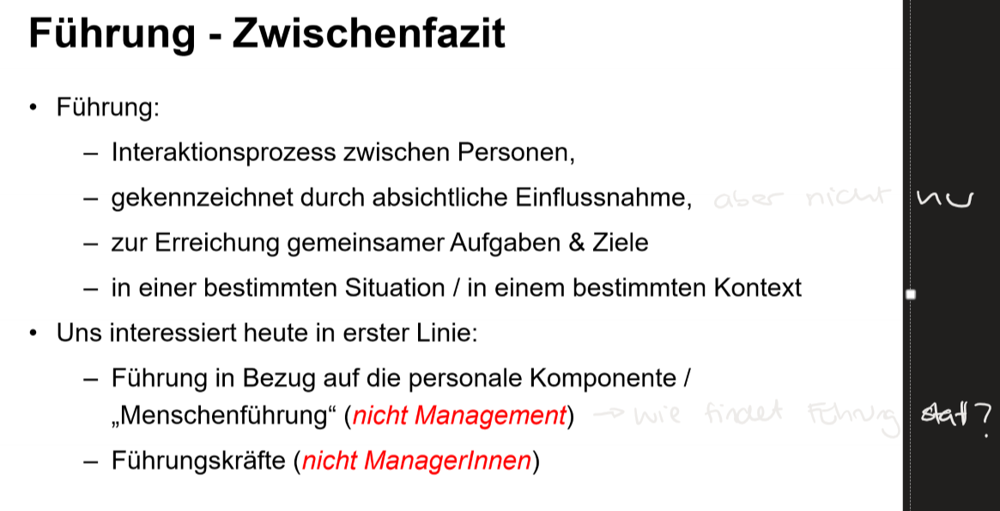 Führung - Zwischenfazit
• Führung:
– Interaktionsprozess zwischen Personen,
– gekennzeichnet durch absichtliche Einflussnahme, aber nicht nur
– zur Erreichung gemeinsamer Aufgaben & Ziele
– in einer bestimmten Situation / in einem bestimmten Kontext
• Uns interessiert heute in erster Linie:
– Führung in Bezug auf die personale Komponente /
„Menschenführung“ (nicht Management) → wie findet Führung statt?
– Führungskräfte (nicht ManagerInnen)